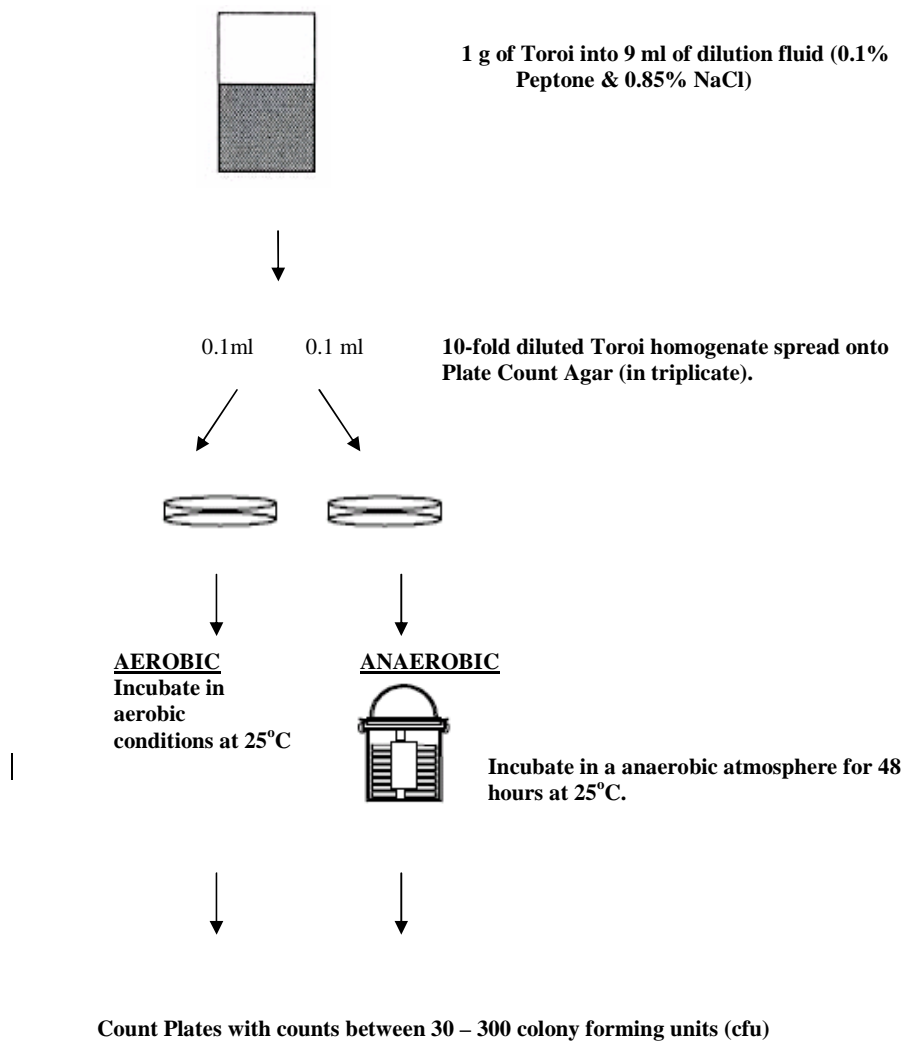 1 g of Toroi into 9 ml of dilution fluid (0.1%
Peptone & 0.85% NaCl)
0.1ml 0.1 ml
10-fold diluted Toroi homogenate spread onto
Plate Count Agar (in triplicate).
AEROBIC
Incubate in
aerobic
conditions at 25°C
ANAEROBIC
Incubate in a anaerobic atmosphere for 48
hours at 25°C.
Count Plates with counts between 30 – 300 colony forming units (cfu)